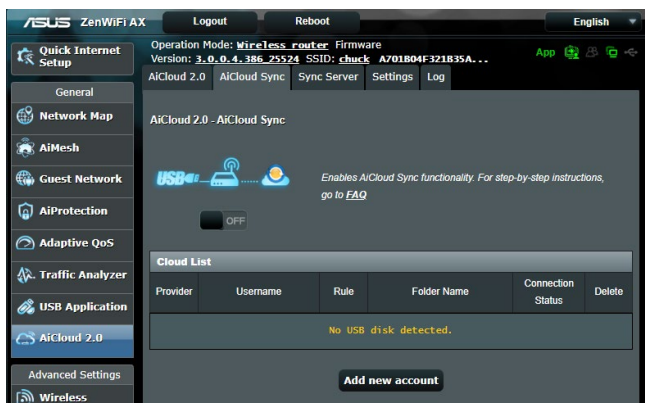 ASUS ZenWiFi AX Logout Reboot English
Quick Internet Setup
Operation Mode: Wireless router Firmware
Version: 3.0.0.4.386_25524 SSID: chuck A701B04F321B35A...
App
AiCloud 2.0 AiCloud Sync Sync Server Settings Log
General
Network Map
AiMesh
Guest Network
AiProtection
Adaptive QoS
Traffic Analyzer
USB Application
AiCloud 2.0
Advanced Settings
Wireless
AiCloud 2.0 - AiCloud Sync
USB
Enables AiCloud Sync functionality. For step-by-step instructions,
go to FAQ
OFF
Cloud List
Provider Username Rule Folder Name Connection Status Delete
No USB disk detected.
Add new account